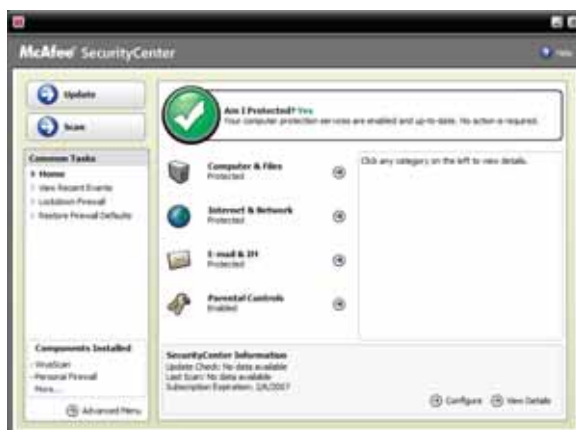 McAfee SecurityCenter
Help
Update
Scan
Common Tasks
Home
View Recent Events
Lockdown Firewall
Restore Firewall Defaults
Components Installed
VirusScan
Personal Firewall
More...
Advanced Menu
Am I Protected? Yes
Your computer protection services are enabled and up-to-date. No action is required.
Computer & Files
Protected
Internet & Network
Protected
E-mail & IM
Protected
Parental Controls
Enabled
Click any category on the left to view details.
SecurityCenter Information
Update Check: No data available
Last Scan: No data available
Subscription Expiration:
Configure
View Details